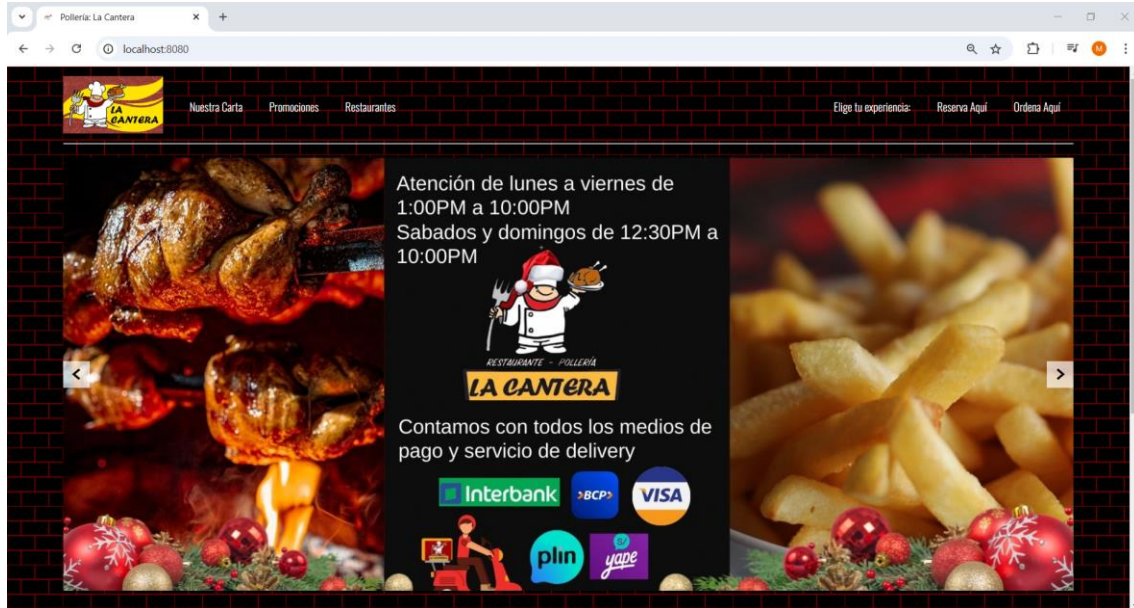 Pollería: La Cantera
localhost:8080
M
LA
CANTERA
Nuestra Carta Promociones Restaurantes Elige tu experiencia: Reserva Aquí Ordena Aquí
Atención de lunes a viernes de
1:00PM a 10:00PM
Sabados y domingos de 12:30PM a
10:00PM
RESTAURANTE - POLLERÍA
LA CANTERA
Contamos con todos los medios de
pago y servicio de delivery
Interbank >BCP> VISA
plin S/ yape